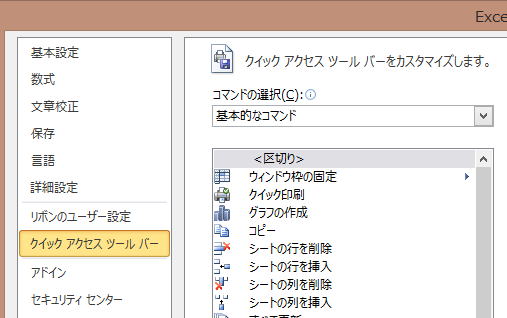 Exce
基本設定
数式
文章校正
保存
言語
詳細設定
リボンのユーザー設定
クイック アクセス ツール バー
アドイン
セキュリティ センター
クイック アクセス ツール バーをカスタマイズします。
コマンドの選択(C):
基本的なコマンド
<区切り>
ウィンドウ枠の固定
クイック印刷
グラフの作成
コピー
シートの行を削除
シートの行を挿入
シートの列を削除
シートの列を挿入
すべて更新